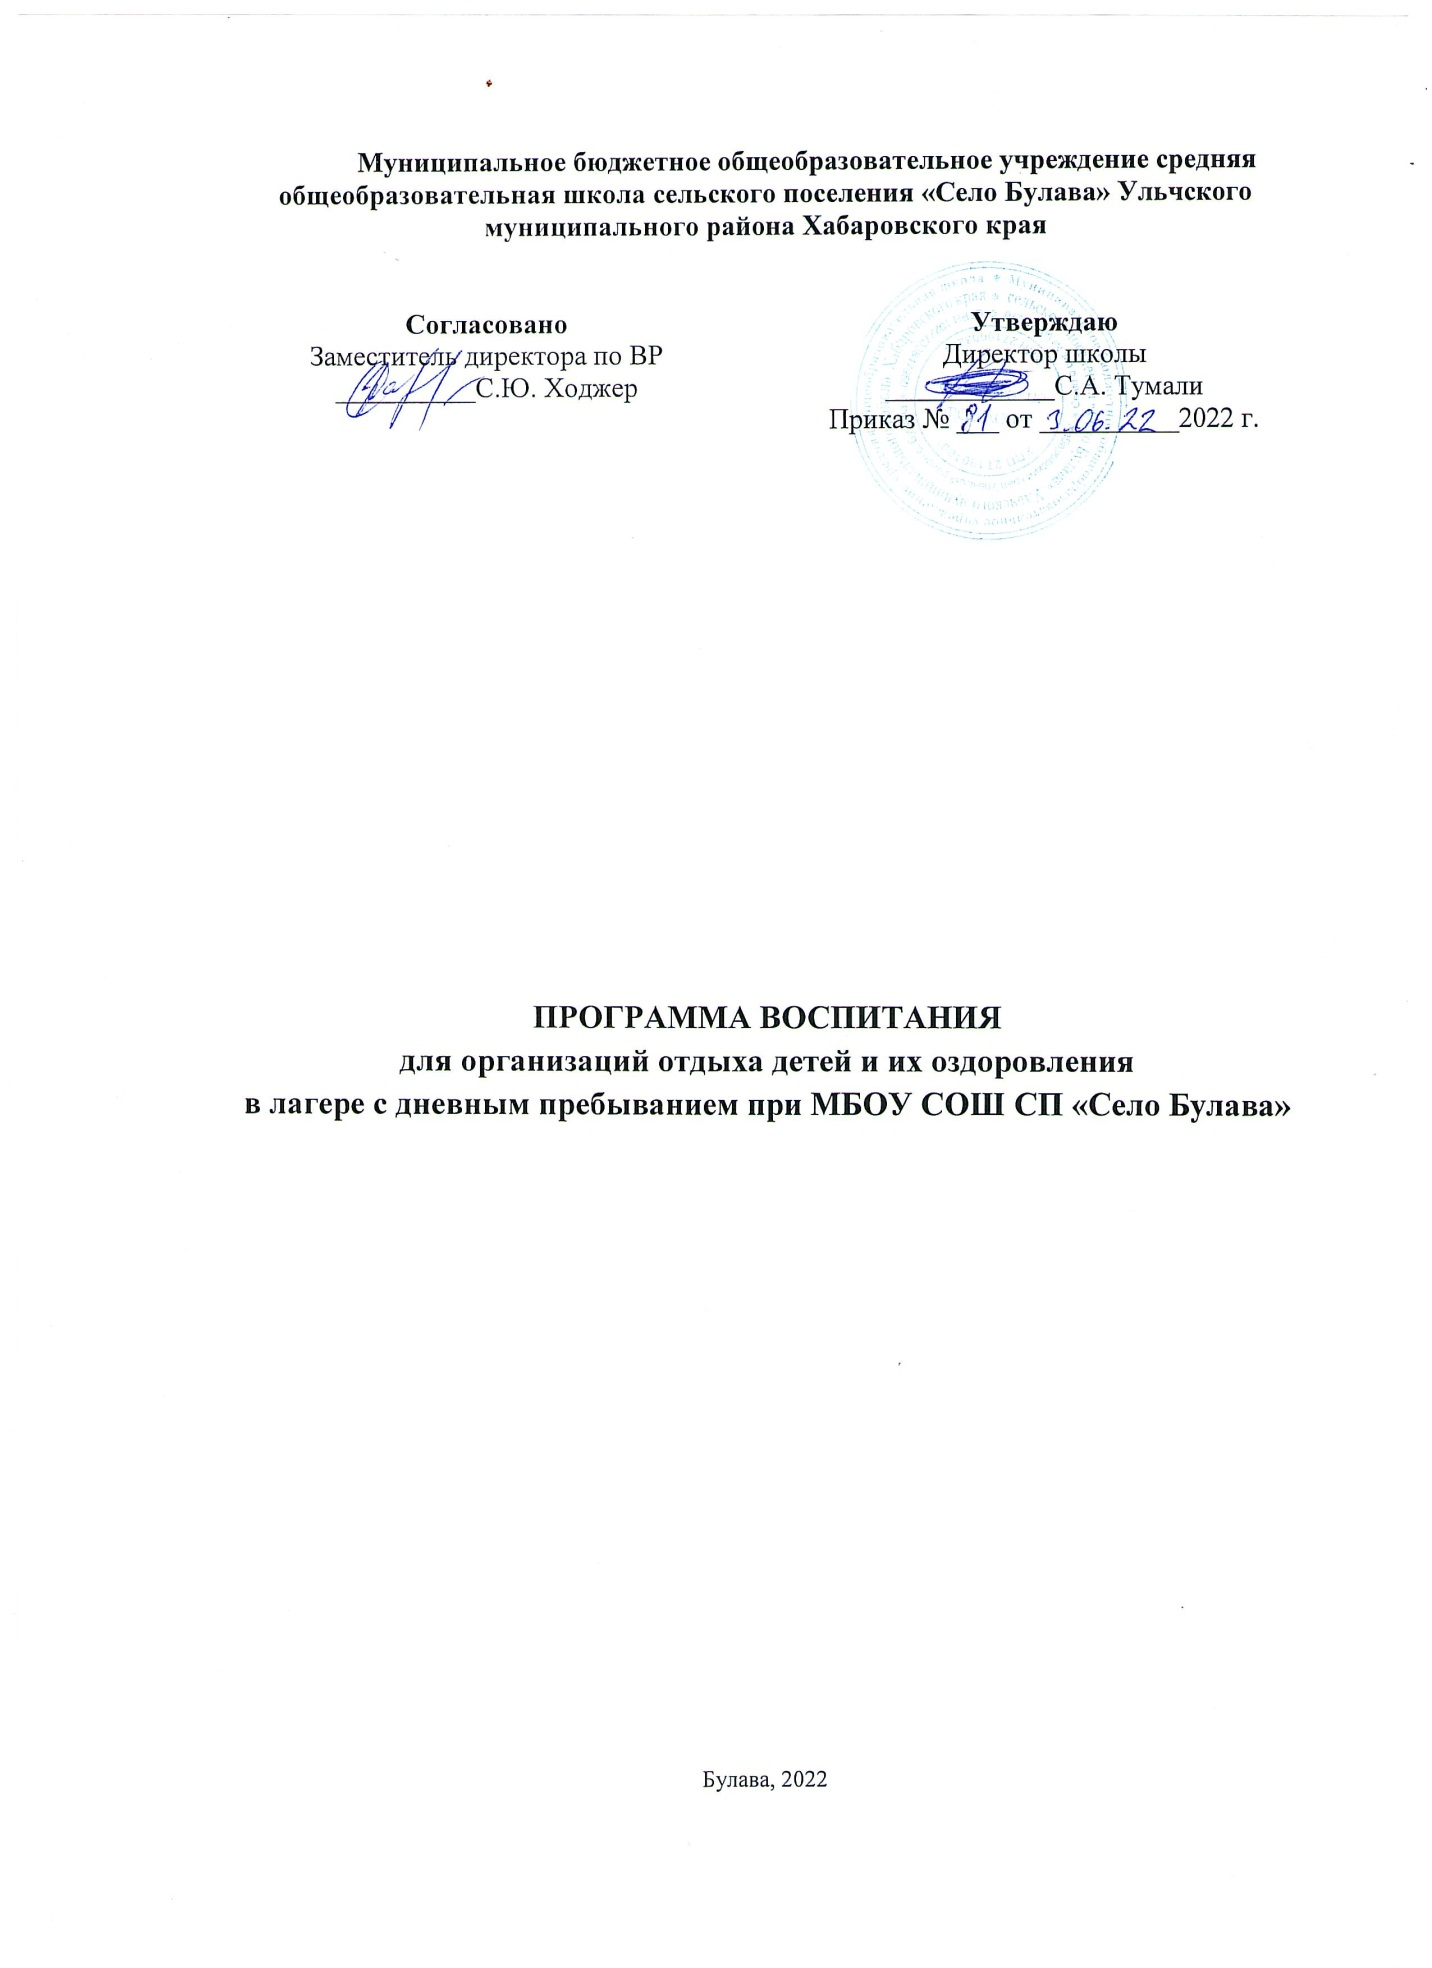 Муниципальное бюджетное общеобразовательное учреждение средняя
общеобразовательная школа сельского поселения «Село Булава» Ульчского
муниципального района Хабаровского края
Согласовано
Заместитель директора по ВР
__________С.Ю. Ходжер
Утверждаю
Директор школы
____________С.А. Тумали
Приказ № 81 от 3.06.22 2022 г.
ПРОГРАММА ВОСПИТАНИЯ
для организаций отдыха детей и их оздоровления
в лагере с дневным пребыванием при МБОУ СОШ СП «Село Булава»
Булава, 2022